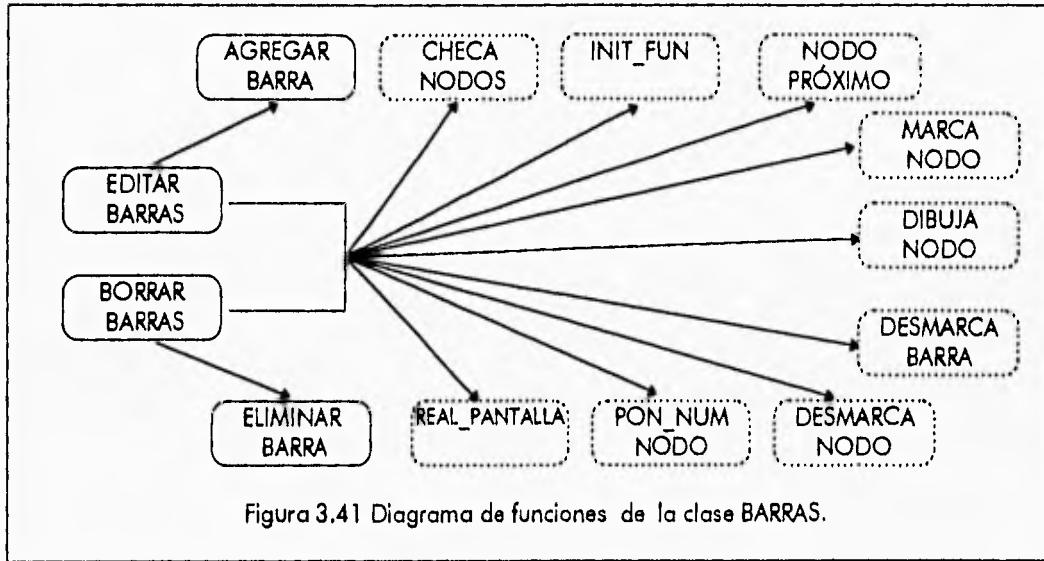 AGREGAR
BARRA
CHECA
NODOS
INIT_FUN
NODO
PRÓXIMO
MARCA
NODO
EDITAR
BARRAS
DIBUJA
NODO
BORRAR
BARRAS
DESMARCA
BARRA
ELIMINAR
BARRA
REAL_PANTALLA
PON_NUM
NODO
DESMARCA
NODO
Figura 3.41 Diagrama de funciones de la clase BARRAS.